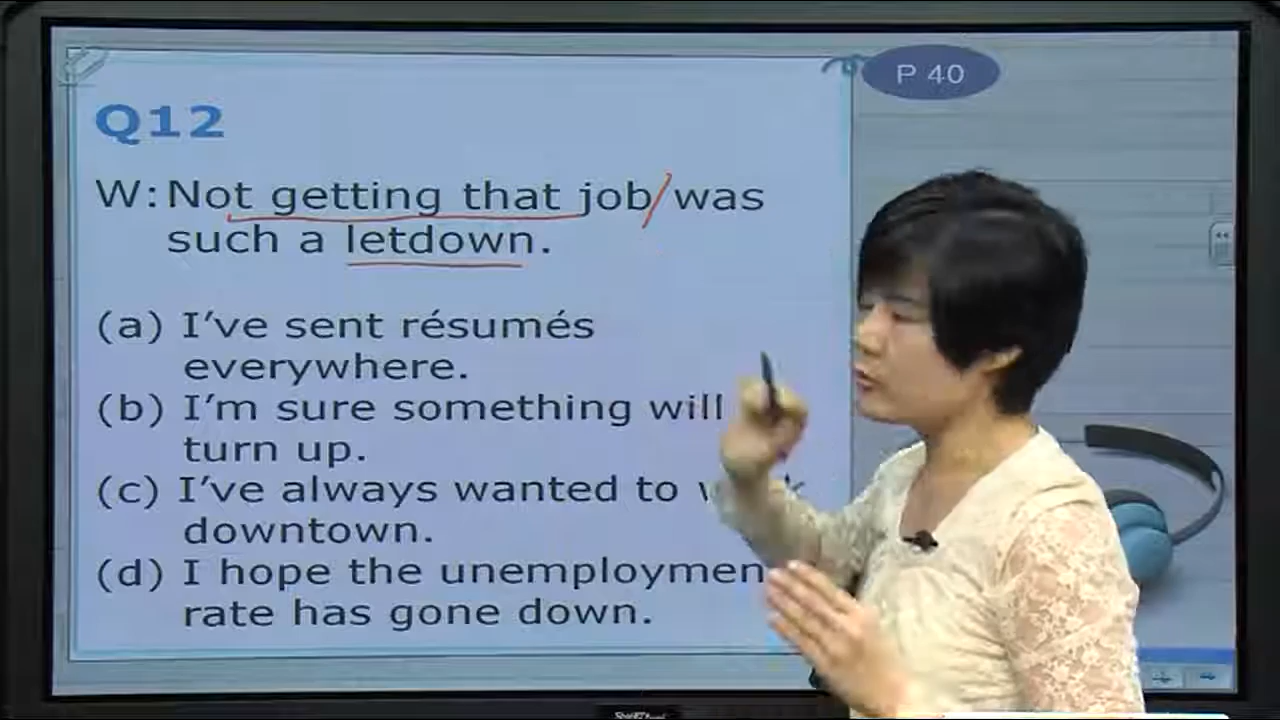 P 40
Q12
W: Not getting that job was
such a letdown.
(a) I've sent résumés
everywhere.
(b) I'm sure something will
turn up.
(c) I've always wanted to
downtown.
(d) I hope the
rate has gone down.